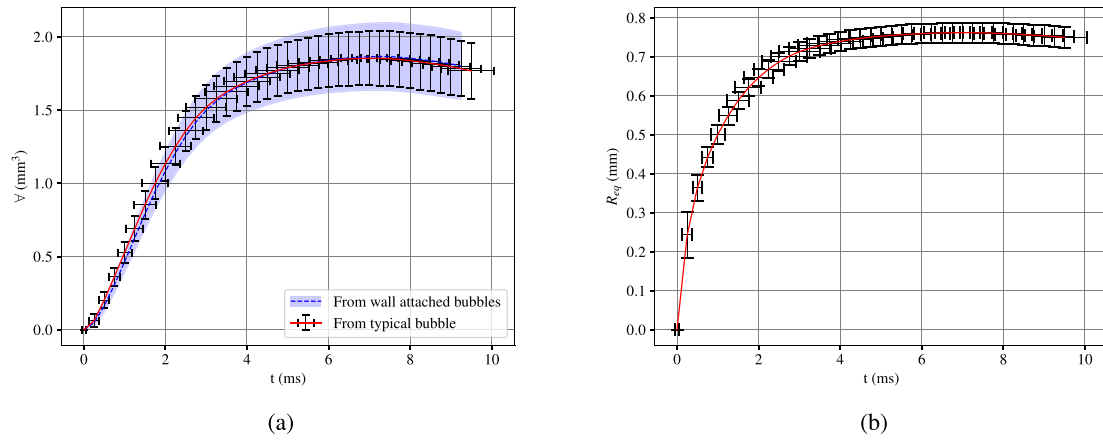 2.0
1.5
1.0
0.5
0.0
∀ (mm³)
0 2 4 6 8 10
t (ms)
From wall attached bubbles
From typical bubble
(a)
0.8
0.7
0.6
0.5
0.4
0.3
0.2
0.1
0.0
R_eq (mm)
0 2 4 6 8 10
t (ms)
(b)